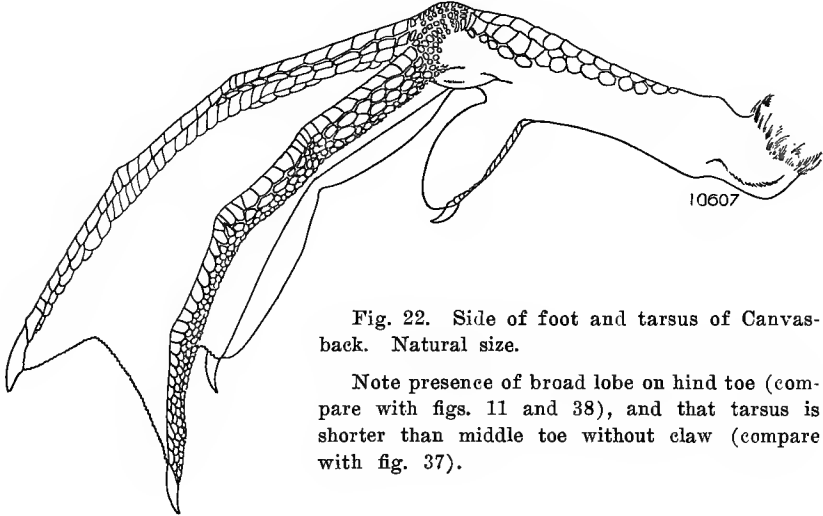 10607
Fig. 22. Side of foot and tarsus of Canvas-
back. Natural size.
Note presence of broad lobe on hind toe (com-
pare with figs. 11 and 38), and that tarsus is
shorter than middle toe without claw (compare
with fig. 37).